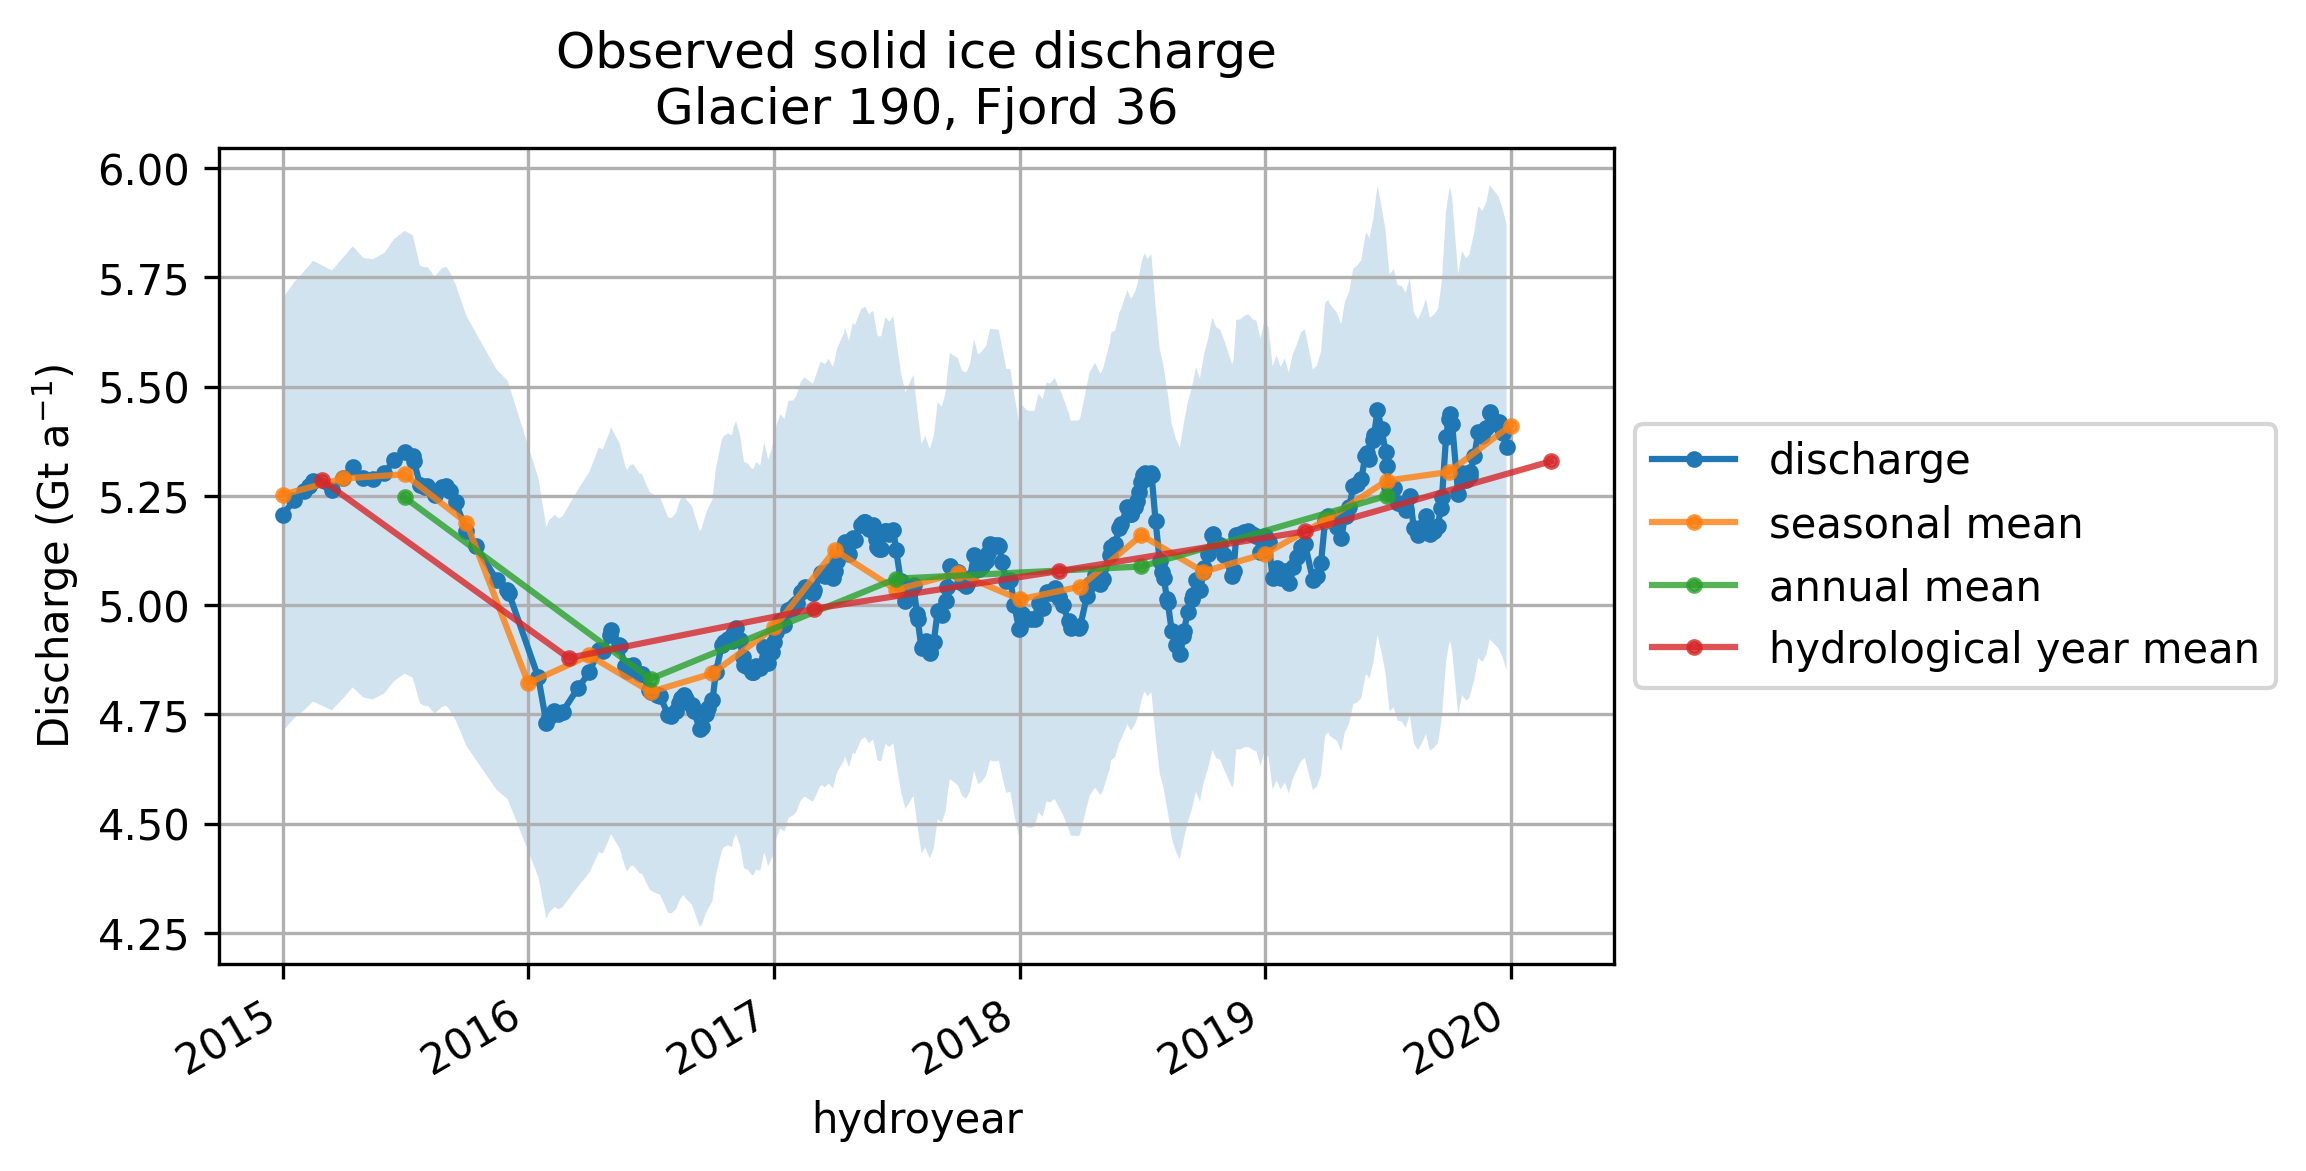 Observed solid ice discharge
Glacier 190, Fjord 36
6.00
5.75
5.50
5.25
5.00
4.75
4.50
4.25
Discharge (Gt a⁻¹)
2015
2016
2017
2018
2019
2020
hydroyear
discharge
seasonal mean
annual mean
hydrological year mean